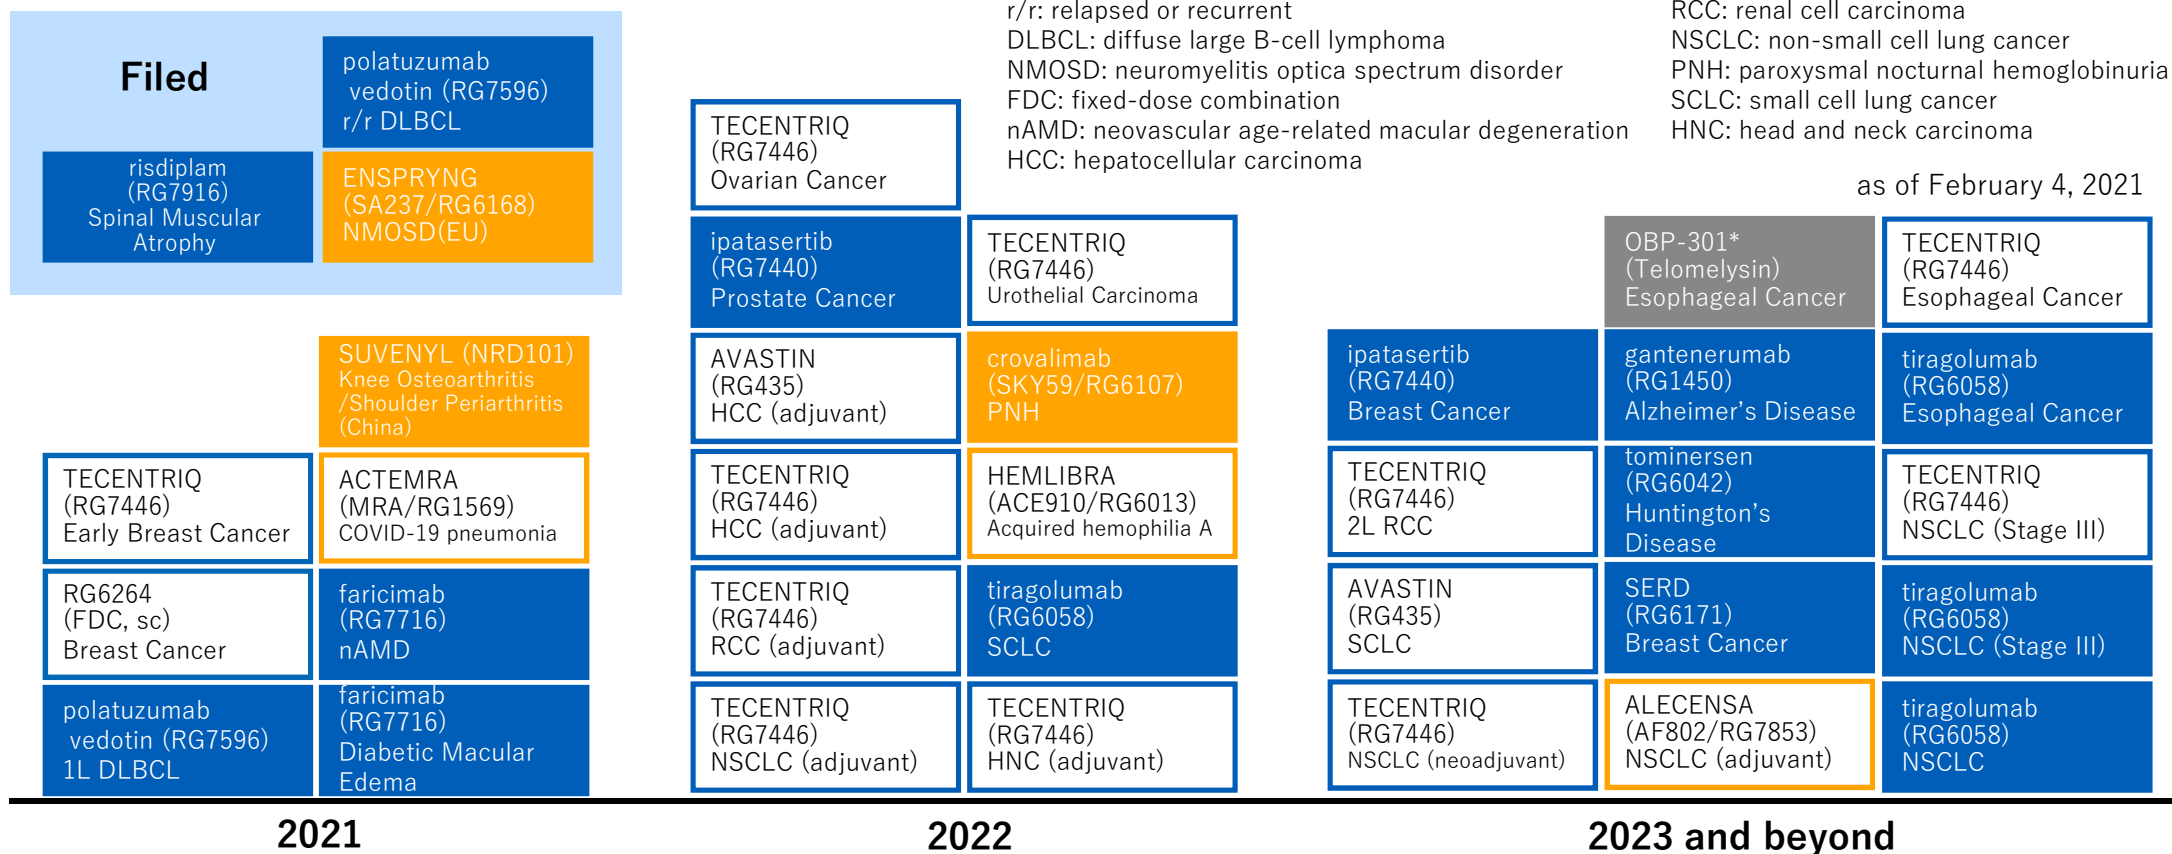 r/r: relapsed or recurrent
DLBCL: diffuse large B-cell lymphoma
NMOSD: neuromyelitis optica spectrum disorder
FDC: fixed-dose combination
nAMD: neovascular age-related macular degeneration
HCC: hepatocellular carcinoma
RCC: renal cell carcinoma
NSCLC: non-small cell lung cancer
PNH: paroxysmal nocturnal hemoglobinuria
SCLC: small cell lung cancer
HNC: head and neck carcinoma
as of February 4, 2021
Filed
polatuzumab
vedotin (RG7596)
r/r DLBCL
risdiplam
(RG7916)
Spinal Muscular
Atrophy
ENSPRYNG
(SA237/RG6168)
NMOSD(EU)
SUVENYL (NRD101)
Knee Osteoarthritis
/Shoulder Periarthritis
(China)
TECENTRIQ
(RG7446)
Early Breast Cancer
ACTEMRA
(MRA/RG1569)
COVID-19 pneumonia
RG6264
(FDC, sc)
Breast Cancer
faricimab
(RG7716)
nAMD
polatuzumab
vedotin (RG7596)
1L DLBCL
faricimab
(RG7716)
Diabetic Macular
Edema
2021
TECENTRIQ
(RG7446)
Ovarian Cancer
ipatasertib
(RG7440)
Prostate Cancer
TECENTRIQ
(RG7446)
Urothelial Carcinoma
AVASTIN
(RG435)
HCC (adjuvant)
crovalimab
(SKY59/RG6107)
PNH
TECENTRIQ
(RG7446)
HCC (adjuvant)
HEMLIBRA
(ACE910/RG6013)
Acquired hemophilia A
TECENTRIQ
(RG7446)
RCC (adjuvant)
tiragolumab
(RG6058)
SCLC
TECENTRIQ
(RG7446)
NSCLC (adjuvant)
TECENTRIQ
(RG7446)
HNC (adjuvant)
2022
OBP-301*
(Telomelysin)
Esophageal Cancer
TECENTRIQ
(RG7446)
Esophageal Cancer
ipatasertib
(RG7440)
Breast Cancer
gantenerumab
(RG1450)
Alzheimer's Disease
tiragolumab
(RG6058)
Esophageal Cancer
TECENTRIQ
(RG7446)
2L RCC
tominersen
(RG6042)
Huntington's
Disease
TECENTRIQ
(RG7446)
NSCLC (Stage III)
AVASTIN
(RG435)
SCLC
SERD
(RG6171)
Breast Cancer
tiragolumab
(RG6058)
NSCLC (Stage III)
TECENTRIQ
(RG7446)
NSCLC (neoadjuvant)
ALECENSA
(AF802/RG7853)
NSCLC (adjuvant)
tiragolumab
(RG6058)
NSCLC
2023 and beyond